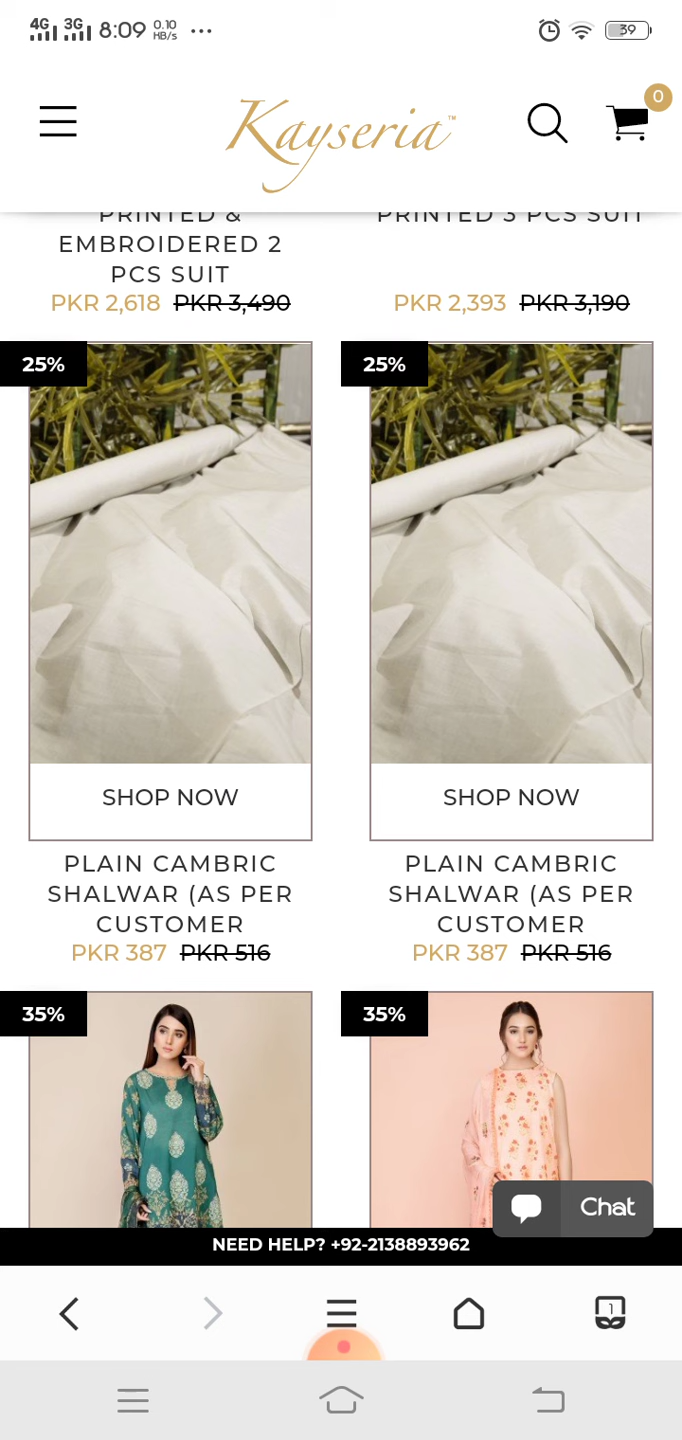 4G 3G 8:09 0.10 KB/s ... 39
0
Kayseria™
PRINTED &
EMBROIDERED 2
PCS SUIT
PKR 2,618 PKR 3,490
PRINTED 3 PCS SUIT
PKR 2,393 PKR 3,190
25%
SHOP NOW
PLAIN CAMBRIC
SHALWAR (AS PER
CUSTOMER
PKR 387 PKR 516
25%
SHOP NOW
PLAIN CAMBRIC
SHALWAR (AS PER
CUSTOMER
PKR 387 PKR 516
35%
35%
Chat
NEED HELP? +92-2138893962
1